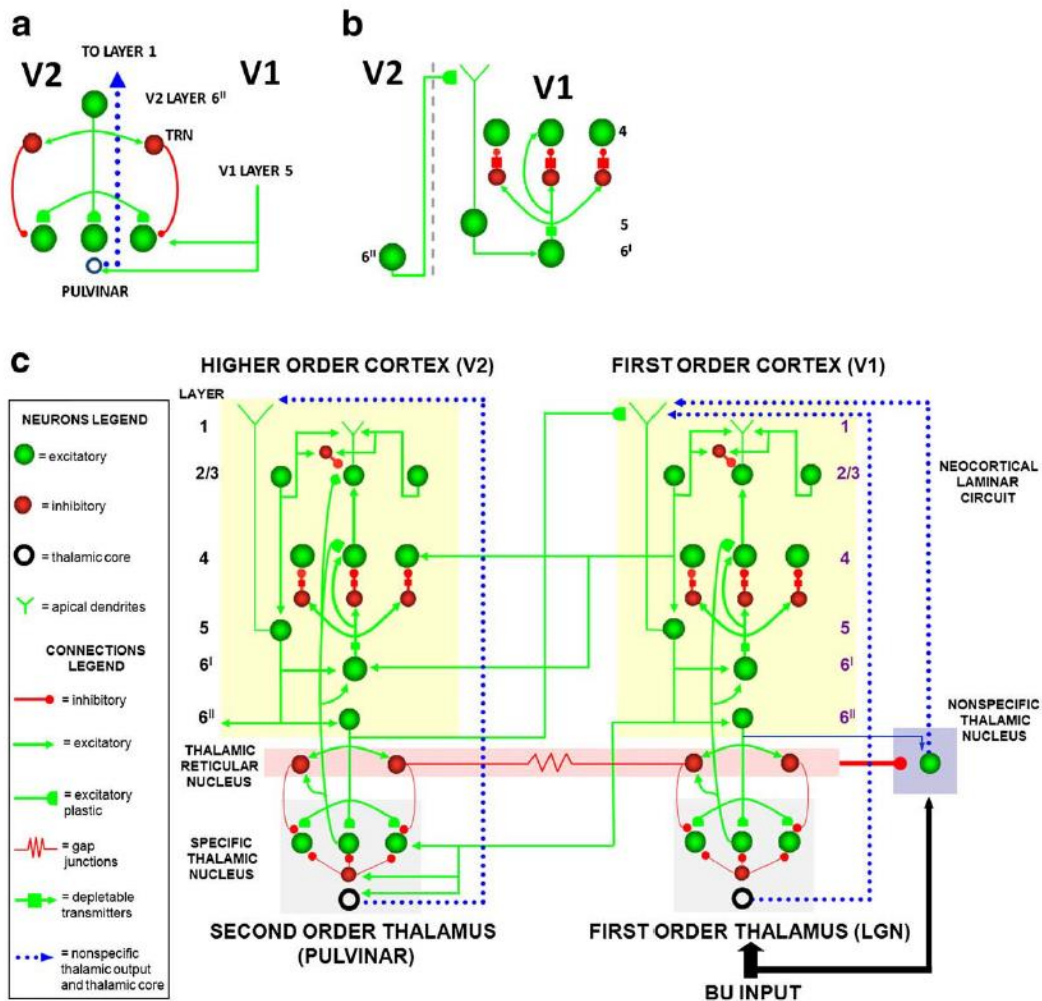 a
TO LAYER 1
V2
V1
V2 LAYER 6II
TRN
V1 LAYER 5
PULVINAR
b
V2
V1
4
5
6I
6II
c
HIGHER ORDER CORTEX (V2)
FIRST ORDER CORTEX (V1)
NEURONS LEGEND
= excitatory
= inhibitory
= thalamic core
= apical dendrites
CONNECTIONS
LEGEND
= inhibitory
= excitatory
= excitatory
plastic
= gap
junctions
= depletable
transmitters
= nonspecific
thalamic output
and thalamic core
LAYER
1
2/3
4
5
6I
6II
1
2/3
4
5
6I
6II
NEOCORTICAL
LAMINAR
CIRCUIT
NONSPECIFIC
THALAMIC
NUCLEUS
THALAMIC
RETICULAR
NUCLEUS
SPECIFIC
THALAMIC
NUCLEUS
SECOND ORDER THALAMUS
(PULVINAR)
FIRST ORDER THALAMUS (LGN)
BU INPUT